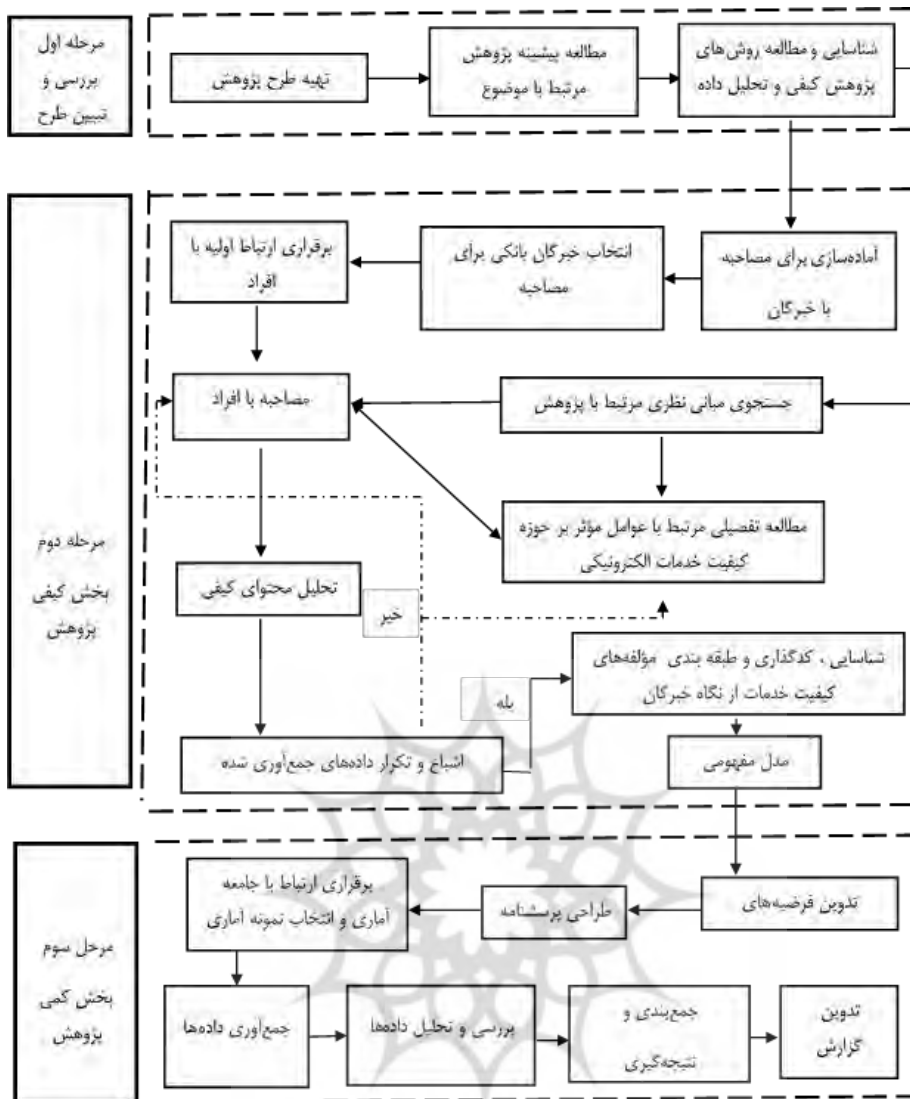 مرحله اول
بررسی و
تبیین طرح
تهیه طرح پژوهش
مطالعه پیشینه پژوهش
مرتبط با موضوع
شناسایی و مطالعه روش‌های
پژوهش کیفی و تحلیل داده
مرحله دوم
بخش کیفی
پژوهش
آماده‌سازی برای مصاحبه
با خبرگان
انتخاب خبرگان بانکی برای
مصاحبه
برقراری ارتباط اولیه با
افراد
مصاحبه با افراد
جستجوی مبانی نظری مرتبط با پژوهش
مطالعه تفصیلی مرتبط با عوامل مؤثر بر حوزه
کیفیت خدمات الکترونیکی
تحلیل محتوای کیفی
خیر
اشباع و تکرار داده‌های جمع‌آوری شده
بله
شناسایی ، کدگذاری و طبقه بندی مؤلفه‌های
کیفیت خدمات از نگاه خبرگان
مدل مفهومی
مرحل سوم
بخش کمی
پژوهش
تدوین فرضیه‌های
طراحی پرسشنامه
برقراری ارتباط با جامعه
آماری و انتخاب نمونه آماری
جمع‌آوری داده‌ها
بررسی و تحلیل داده‌ها
جمع‌بندی و
نتیجه‌گیری
تدوین
گزارش